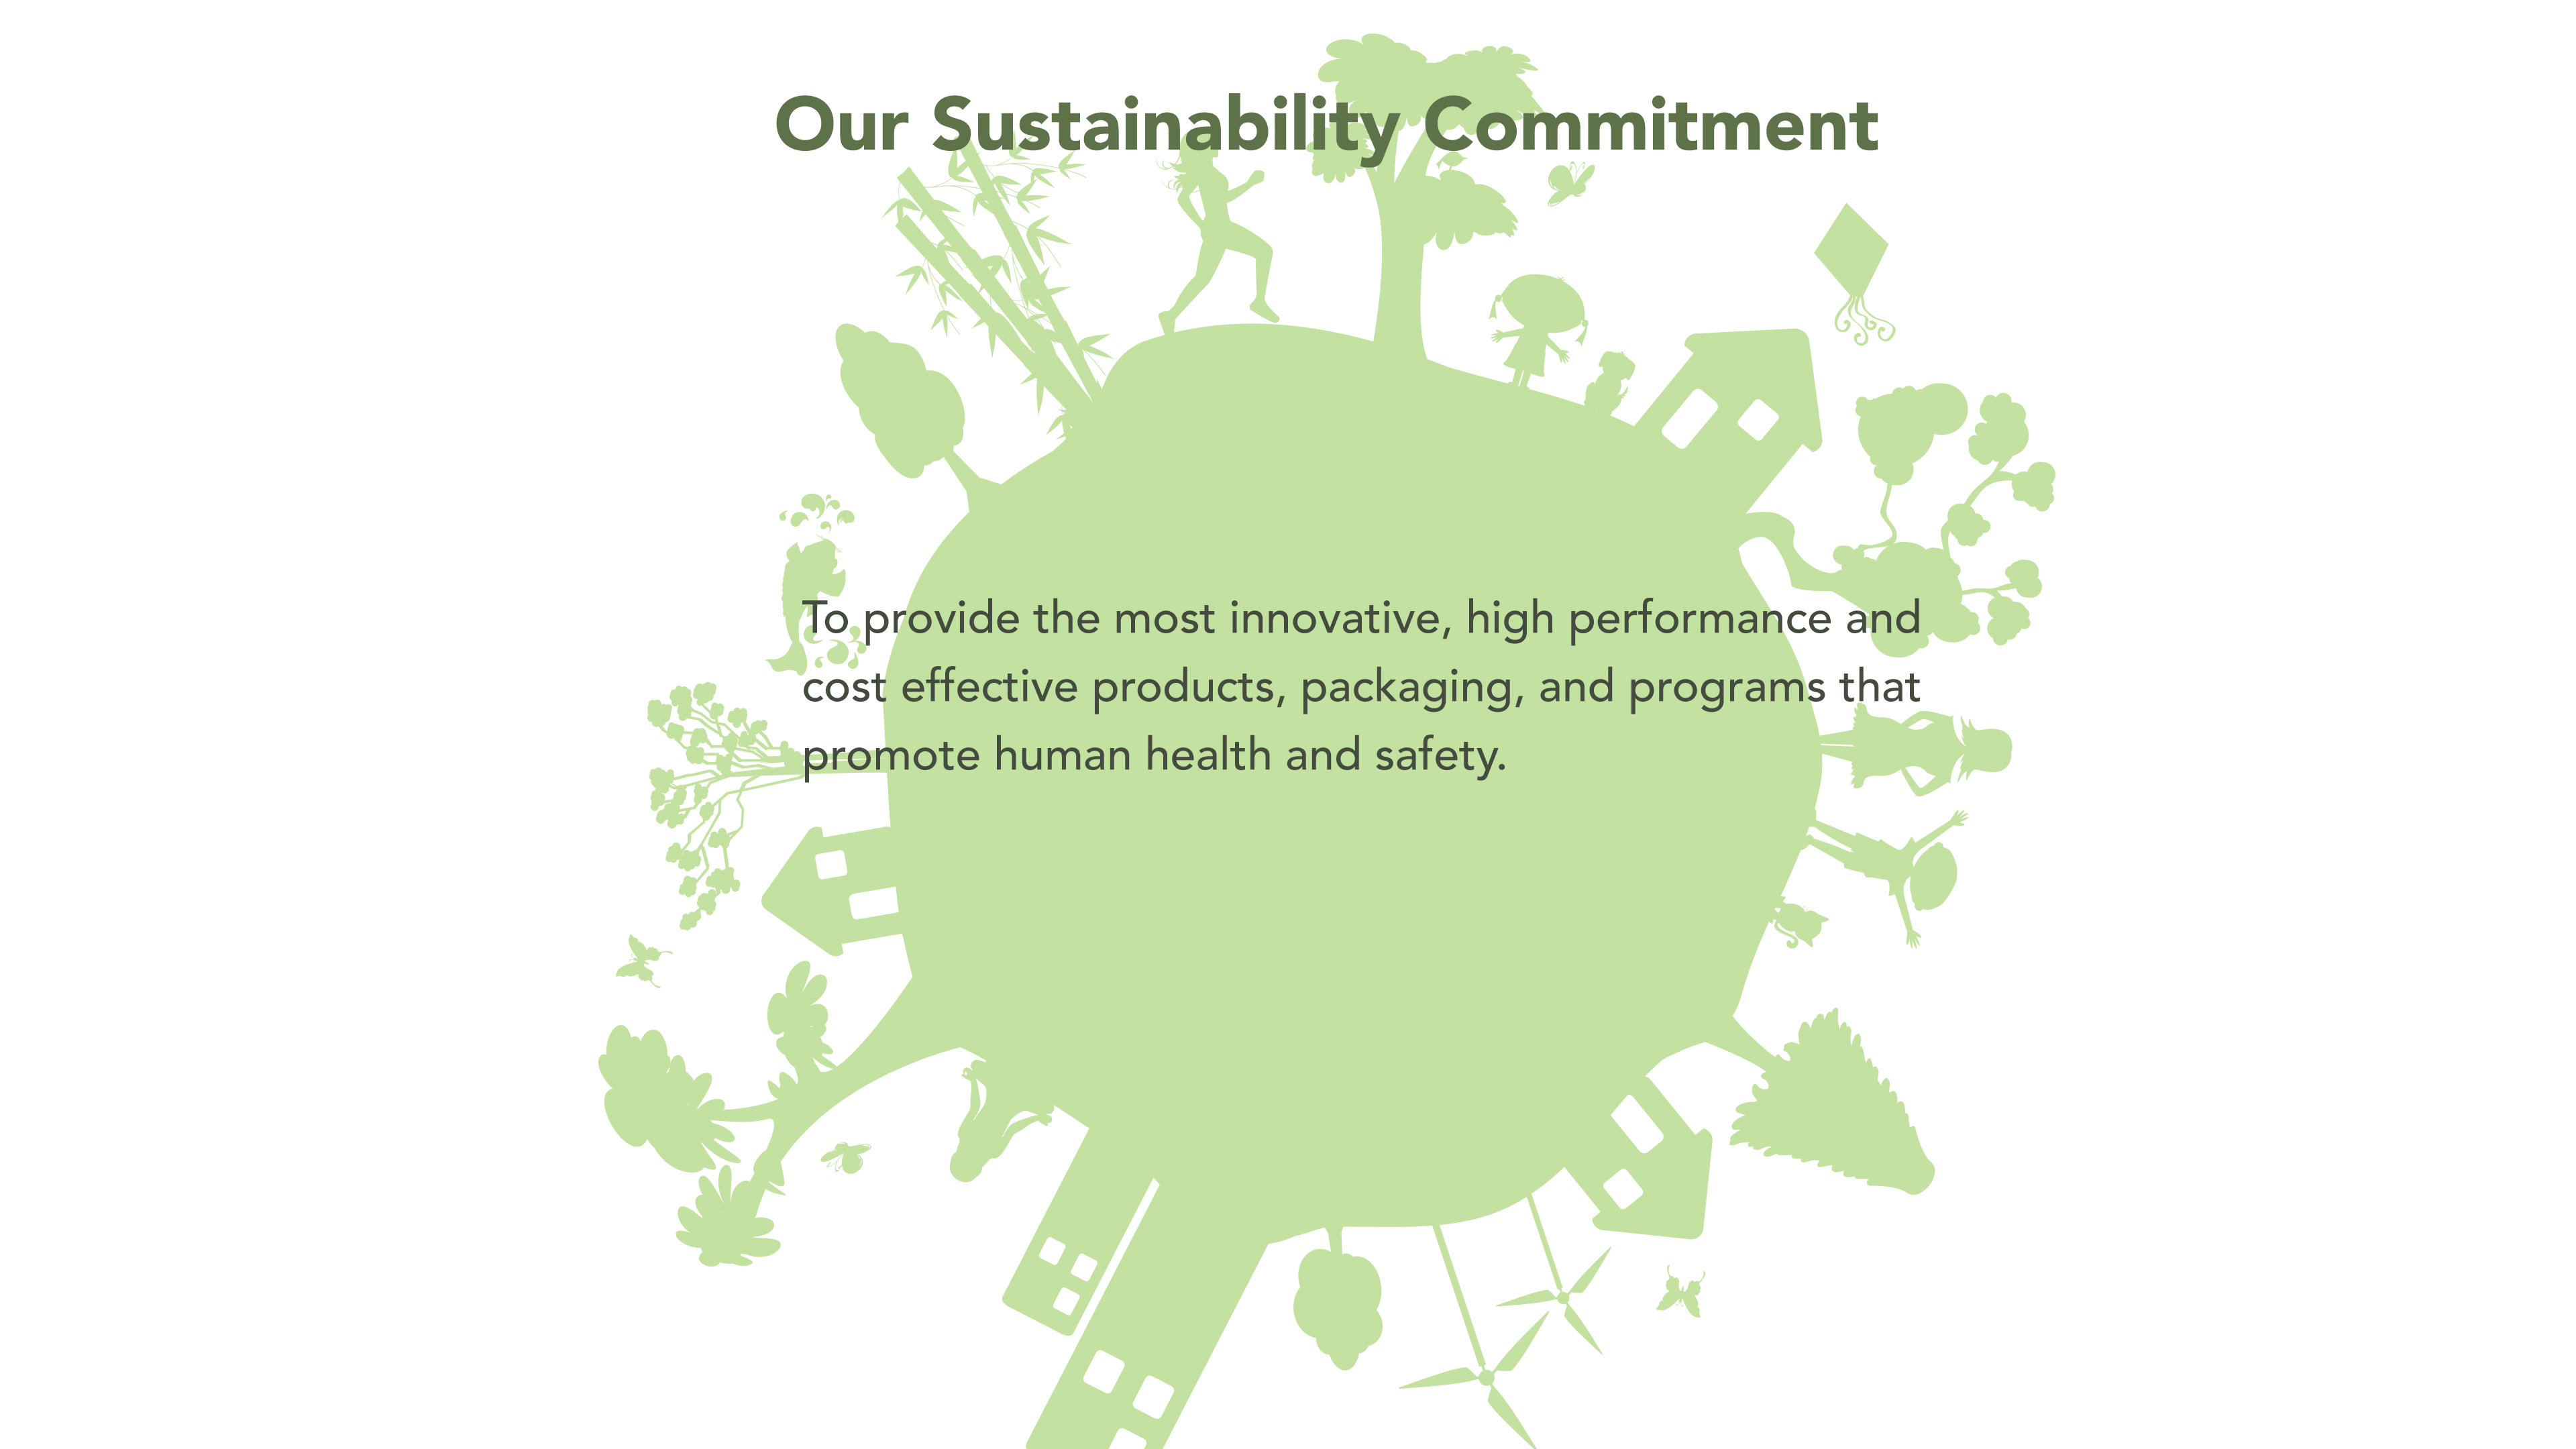 Our Sustainability Commitment
To provide the most innovative, high performance and
cost effective products, packaging, and programs that
promote human health and safety.